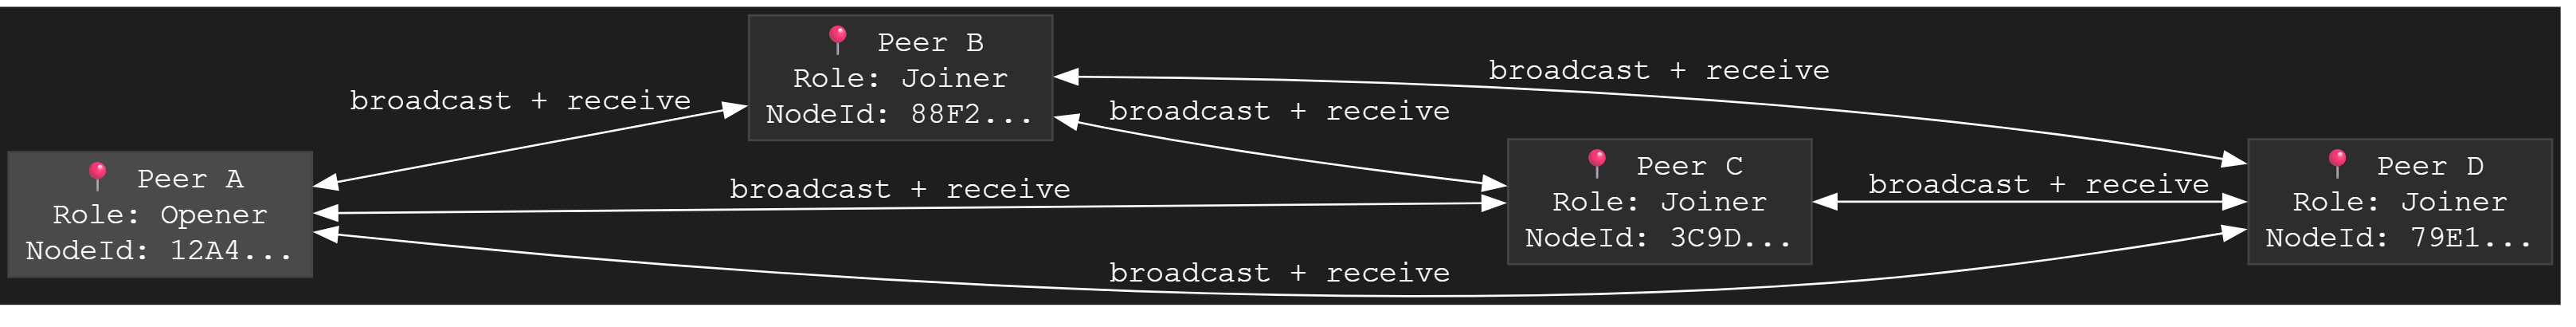 📍 Peer A
Role: Opener
NodeId: 12A4...
broadcast + receive
📍 Peer B
Role: Joiner
NodeId: 88F2...
broadcast + receive
broadcast + receive
broadcast + receive
broadcast + receive
📍 Peer C
Role: Joiner
NodeId: 3C9D...
broadcast + receive
📍 Peer D
Role: Joiner
NodeId: 79E1...